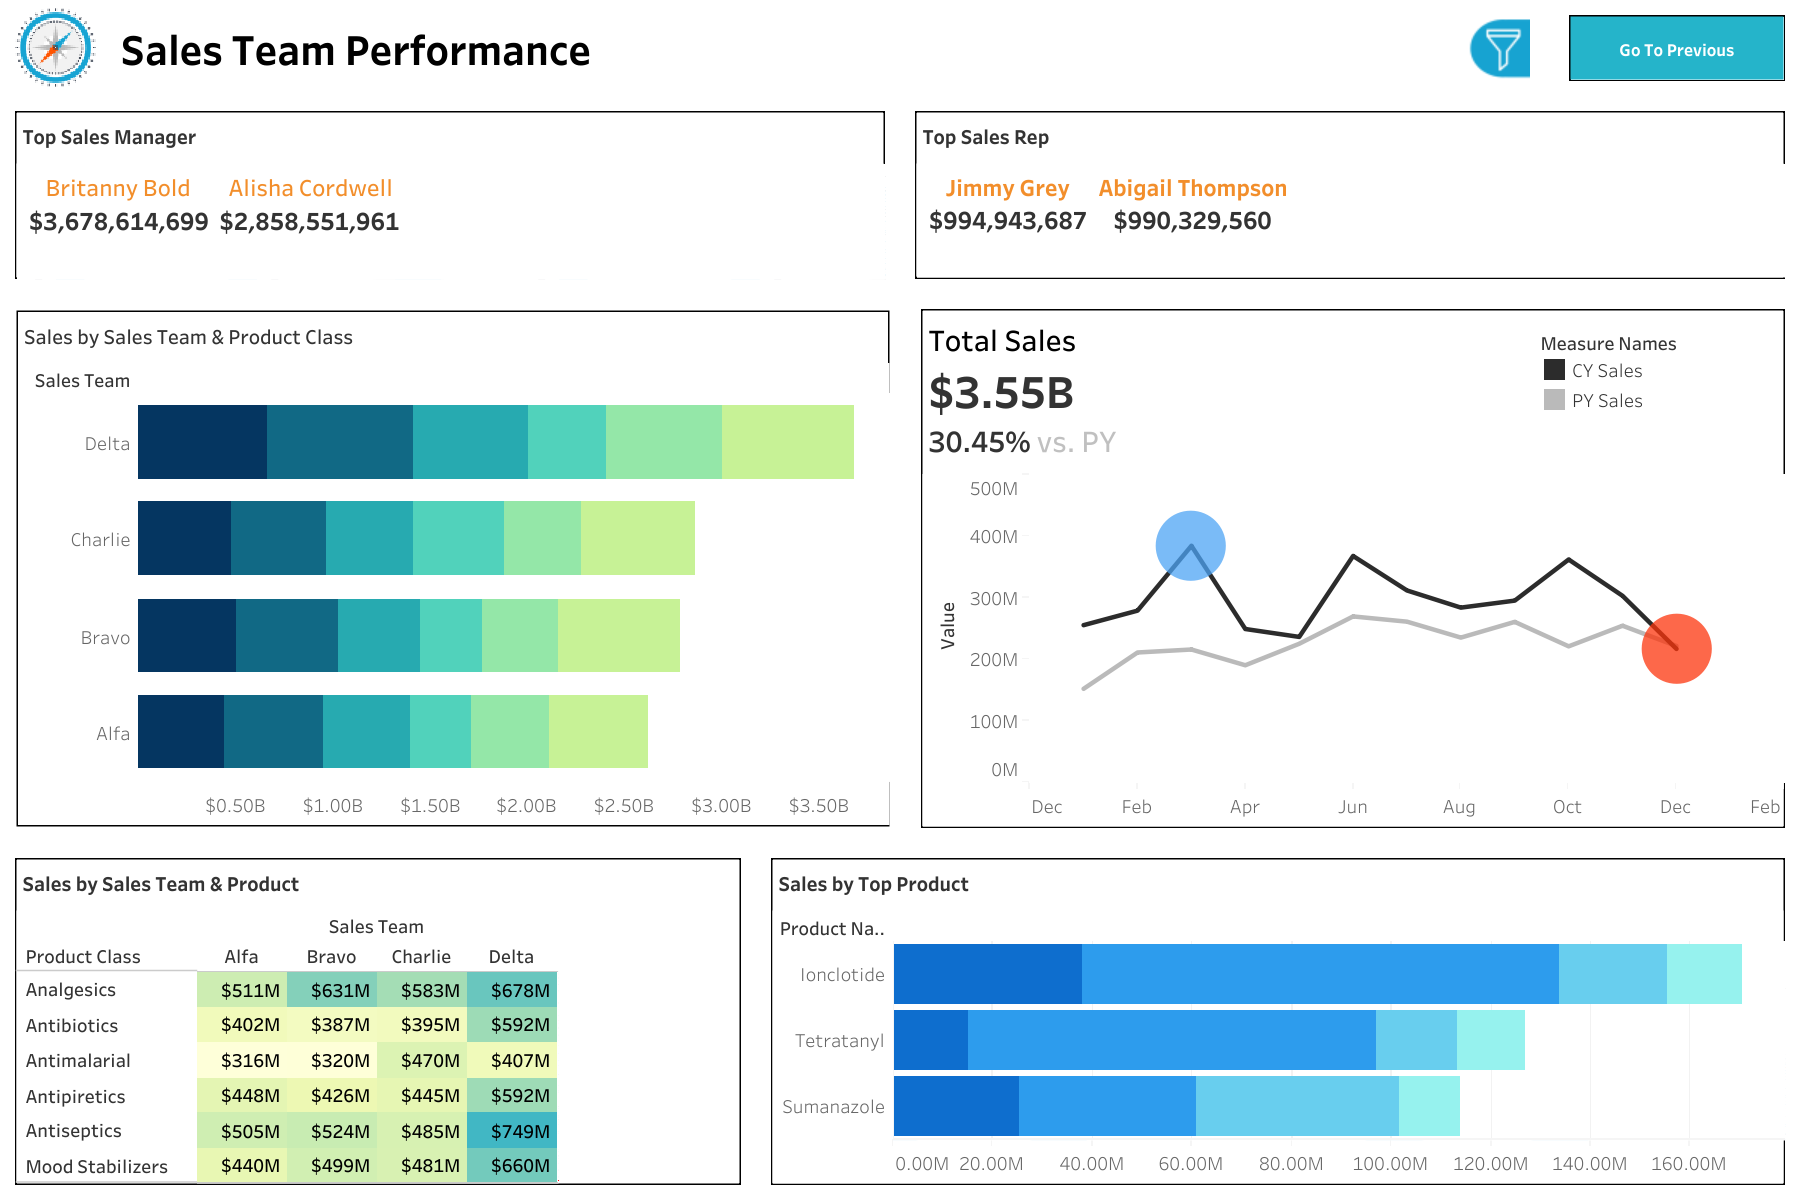 Sales Team Performance
Go To Previous
Top Sales Manager
Britanny Bold Alisha Cordwell
$3,678,614,699 $2,858,551,961
Top Sales Rep
Jimmy Grey Abigail Thompson
$994,943,687 $990,329,560
Sales by Sales Team & Product Class
Sales Team
Delta
Charlie
Bravo
Alfa
$0.50B $1.00B $1.50B $2.00B $2.50B $3.00B $3.50B
Total Sales
$3.55B
30.45% vs. PY
Measure Names
CY Sales
PY Sales
Value
500M
400M
300M
200M
100M
0M
Dec Feb Apr Jun Aug Oct Dec Feb
Sales by Sales Team & Product
Sales Team
Product Class Alfa Bravo Charlie Delta
Analgesics $511M $631M $583M $678M
Antibiotics $402M $387M $395M $592M
Antimalarial $316M $320M $470M $407M
Antipiretics $448M $426M $445M $592M
Antiseptics $505M $524M $485M $749M
Mood Stabilizers $440M $499M $481M $660M
Sales by Top Product
Product Na..
Ionclotide
Tetratanyl
Sumanazole
0.00M 20.00M 40.00M 60.00M 80.00M 100.00M 120.00M 140.00M 160.00M